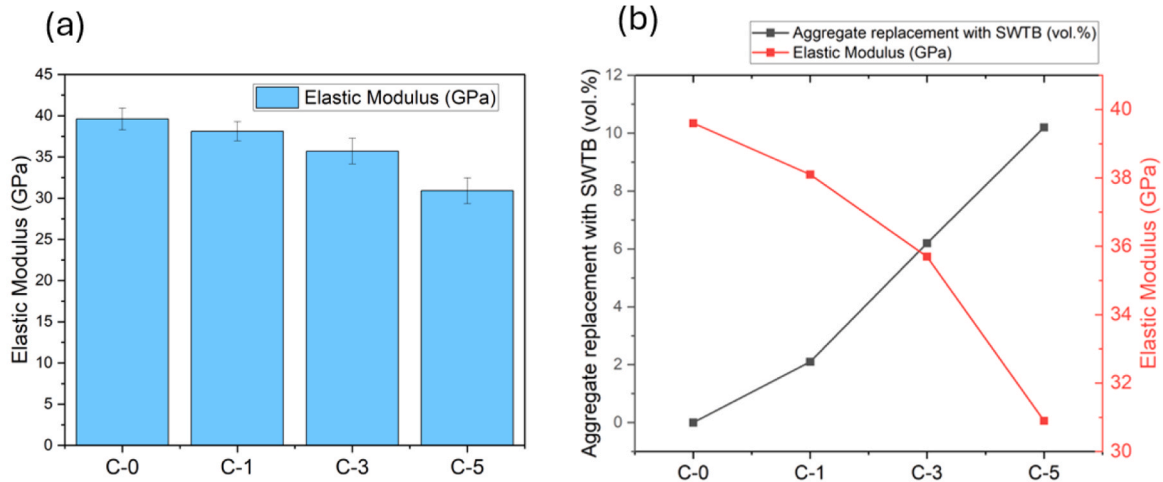 (a)
Elastic Modulus (GPa)
45
40
35
30
25
20
15
10
5
0
Elastic Modulus (GPa)
C-0 C-1 C-3 C-5
(b)
Aggregate replacement with SWTB (vol.%)
Elastic Modulus (GPa)
Aggregate replacement with SWTB (vol.%)
12
10
8
6
4
2
0
40
38
36
34
32
30
Elastic Modulus (GPa)
C-0 C-1 C-3 C-5